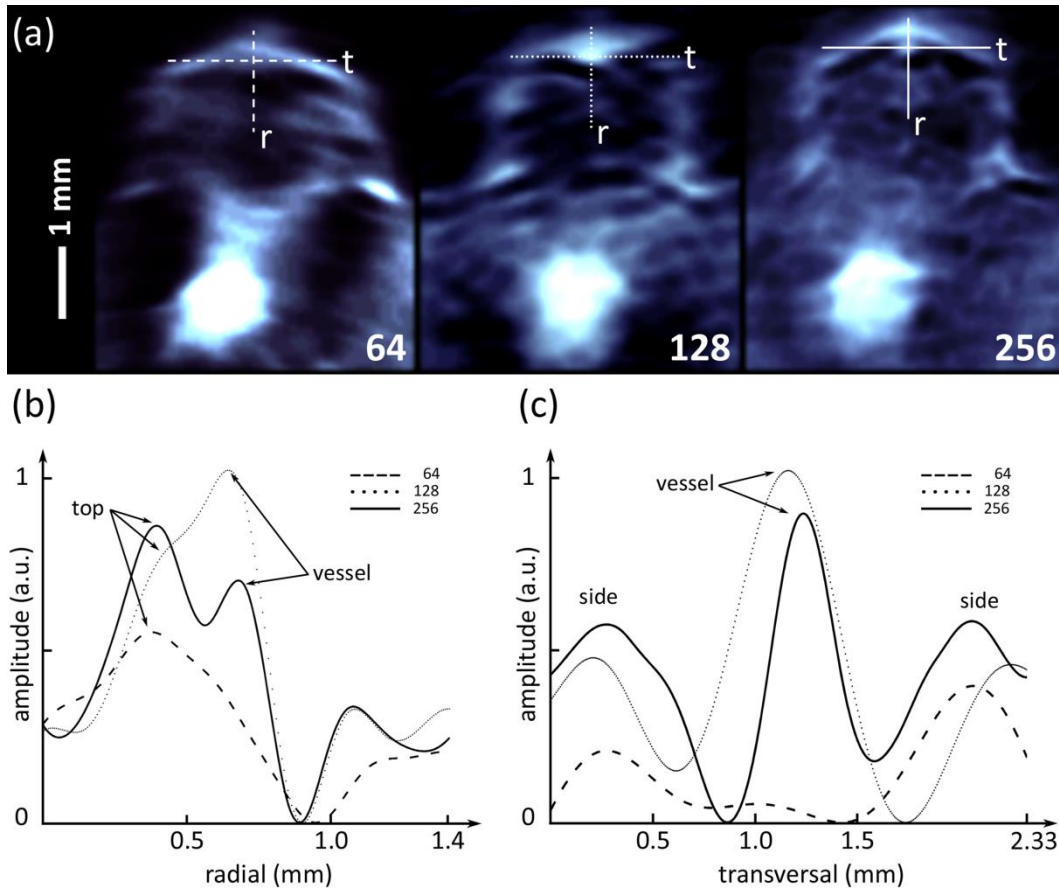 (a)
t
r
t
r
t
r
1 mm
64
128
256
(b)
1
top
64
128
256
vessel
amplitude (a.u.)
0
0.5
1.0
1.4
radial (mm)
(c)
1
vessel
64
128
256
side
side
amplitude (a.u.)
0
0.5
1.0
1.5
2.33
transversal (mm)